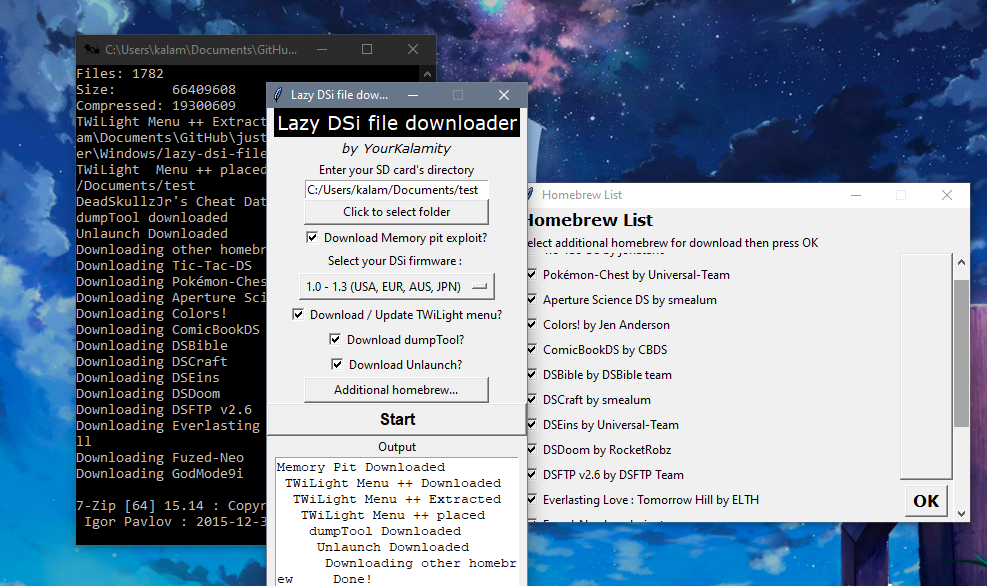 C:\Users\kalam\Documents\GitHu...
Files: 1782
Size: 66409608
Compressed: 19300609
TWiLight Menu ++ Extract
am\Documents\GitHub\just
er\Windows/lazy-dsi-file
TWiLight Menu ++ placed
/Documents/test
DeadSkullzJr's Cheat Dat
dumpTool downloaded
Unlaunch Downloaded
Downloading other homebr
Downloading Tic-Tac-DS
Downloading Pokémon-Ches
Downloading Aperture Sci
Downloading Colors!
Downloading ComicBookDS
Downloading DSBible
Downloading DSCraft
Downloading DSEins
Downloading DSDoom
Downloading DSFTP v2.6
Downloading Everlasting
ll
Downloading Fuzed-Neo
Downloading GodMode9i
7-Zip [64] 15.14 : Copyr
Igor Pavlov : 2015-12-3
Lazy DSi file dow...
Lazy DSi file downloader
by YourKalamity
Enter your SD card's directory
C:/Users/kalam/Documents/test
Click to select folder
Download Memory pit exploit?
Select your DSi firmware :
1.0 - 1.3 (USA, EUR, AUS, JPN)
Download / Update TWiLight menu?
Download dumpTool?
Download Unlaunch?
Additional homebrew...
Start
Output
Memory Pit Downloaded
TWiLight Menu ++ Downloaded
TWiLight Menu ++ Extracted
TWiLight Menu ++ placed
dumpTool Downloaded
Unlaunch Downloaded
Downloading other homebr
ew Done!
Homebrew List
Homebrew List
elect additional homebrew for download then press OK
Pokémon-Chest by Universal-Team
Aperture Science DS by smealum
Colors! by Jen Anderson
ComicBookDS by CBDS
DSBible by DSBible team
DSCraft by smealum
DSEins by Universal-Team
DSDoom by RocketRobz
DSFTP v2.6 by DSFTP Team
Everlasting Love : Tomorrow Hill by ELTH
OK